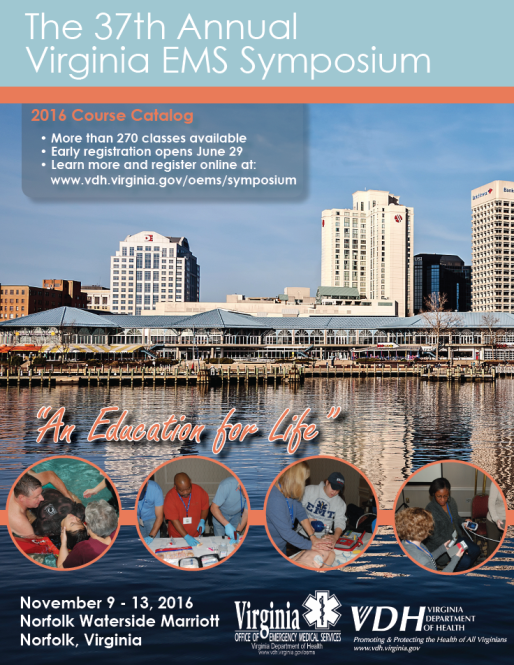 The 37th Annual
Virginia EMS Symposium
2016 Course Catalog
• More than 270 classes available
• Early registration opens June 29
• Learn more and register online at:
www.vdh.virginia.gov/oems/symposium
"An Education for Life"
EMT
November 9 - 13, 2016
Norfolk Waterside Marriott
Norfolk, Virginia
Virginia
OFFICE OF EMERGENCY MEDICAL SERVICES
Virginia Department of Health
www.vdh.virginia.gov/oems
VDH VIRGINIA
DEPARTMENT
OF HEALTH
Promoting & Protecting the Health of All Virginians
www.vdh.virginia.gov